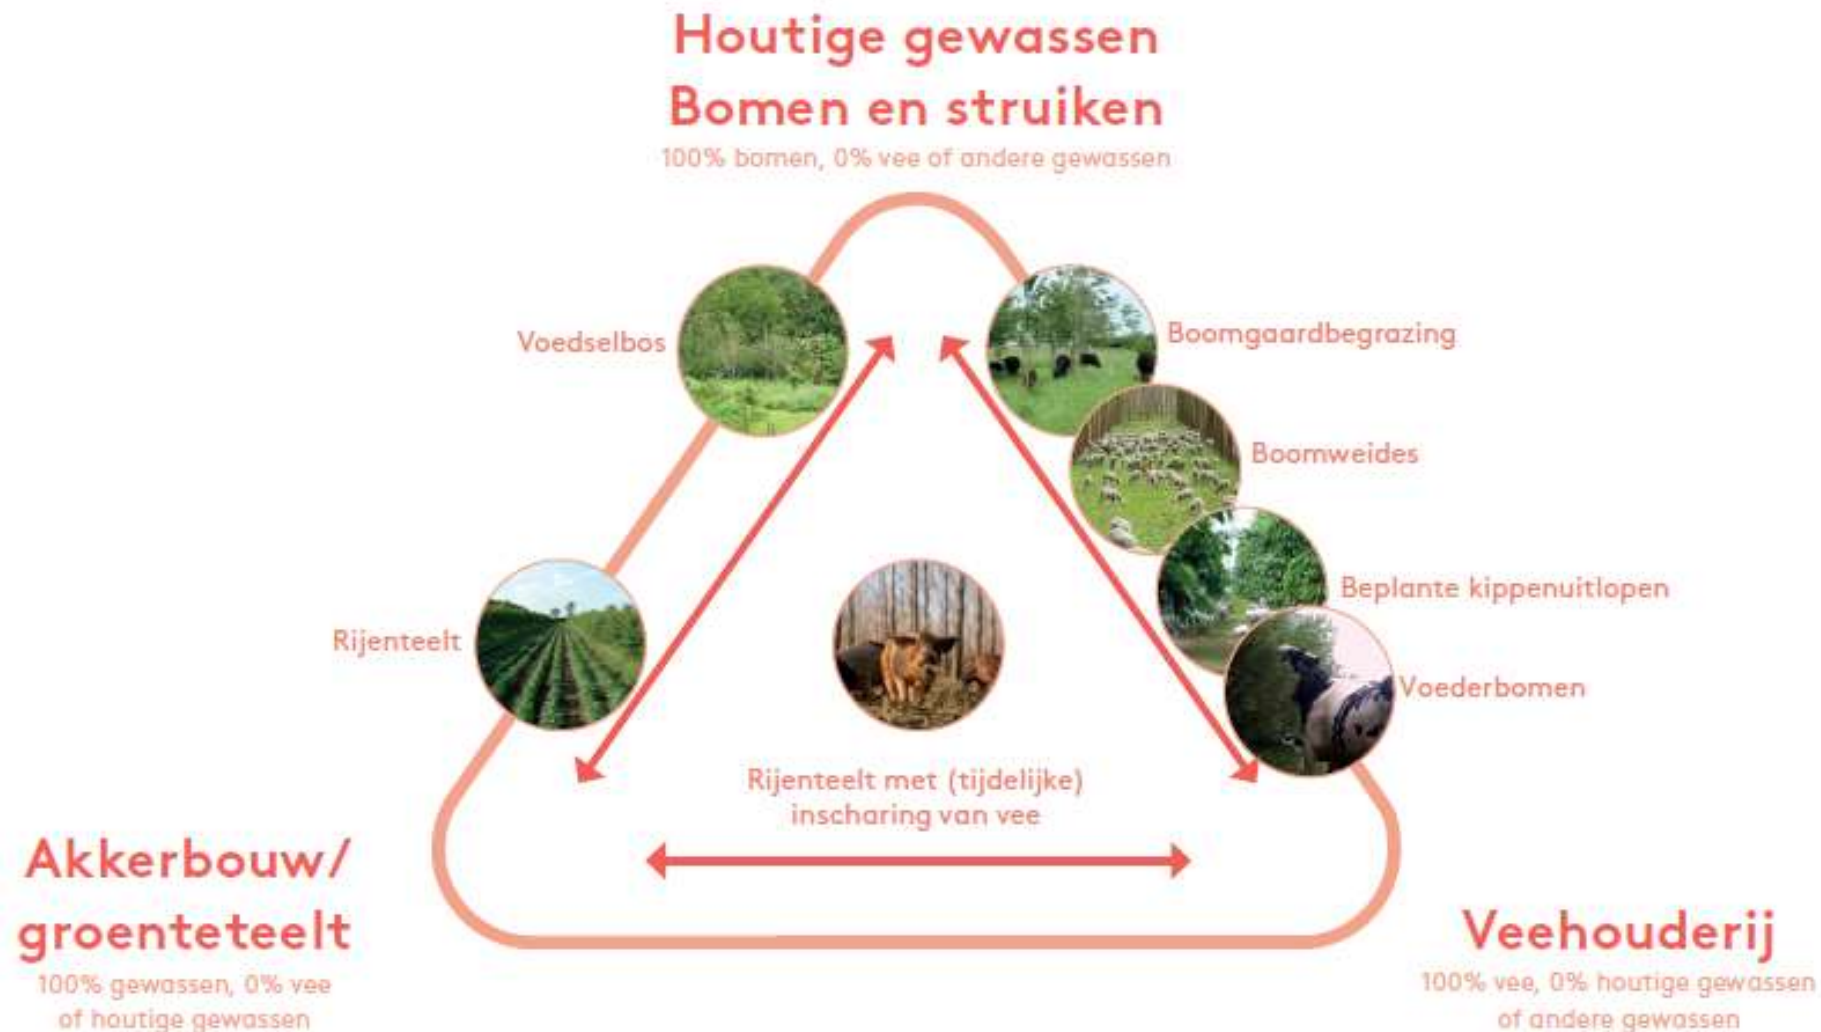 Houtige gewassen
Bomen en struiken
100% bomen, 0% vee of andere gewassen
Voedselbos
Boomgaardbegrazing
Boomweides
Beplante kippenuitlopen
Rijenteelt
Voederbomen
Rijenteelt met (tijdelijke)
inscharing van vee
Akkerbouw/
groenteteelt
100% gewassen, 0% vee
of houtige gewassen
Veehouderij
100% vee, 0% houtige gewassen
of andere gewassen